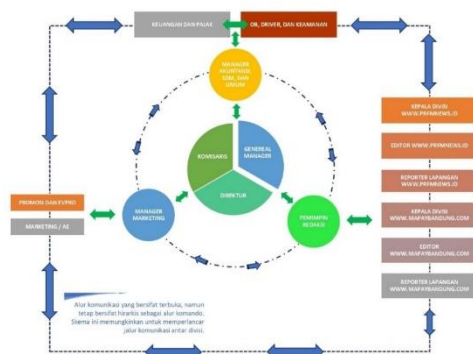 KEUANGAN DAN PAJAK
OB, DRIVER, DAN KEAMANAN
MANAGER
AKUNTANSI,
SDM, DAN
UMUM
KOMISARIS
GENEREAL
MANAGER
DIREKTUR
MANAGER
MARKETING
PEMIMPIN
REDAKSI
PROMOSI DAN EVPRO
MARKETING / AE
KEPALA DIVISI
WWW.PRFMNEWS.ID
EDITOR WWW.PRFMNEWS.ID
REPORTER LAPANGAN
WWW.PRFMNEWS.ID
KEPALA DIVISI
WWW.MAPAYBANDUNG.COM
EDITOR
WWW.MAPAYBANDUNG.COM
REPORTER LAPANGAN
WWW.MAPAYBANDUNG.COM
Alur komunikasi yang bersifat terbuka, namun
tetap bersifat hirarkis sebagai alur komando.
Skema ini memungkinkan untuk memperlancar
jalur komunikasi antar divisi.